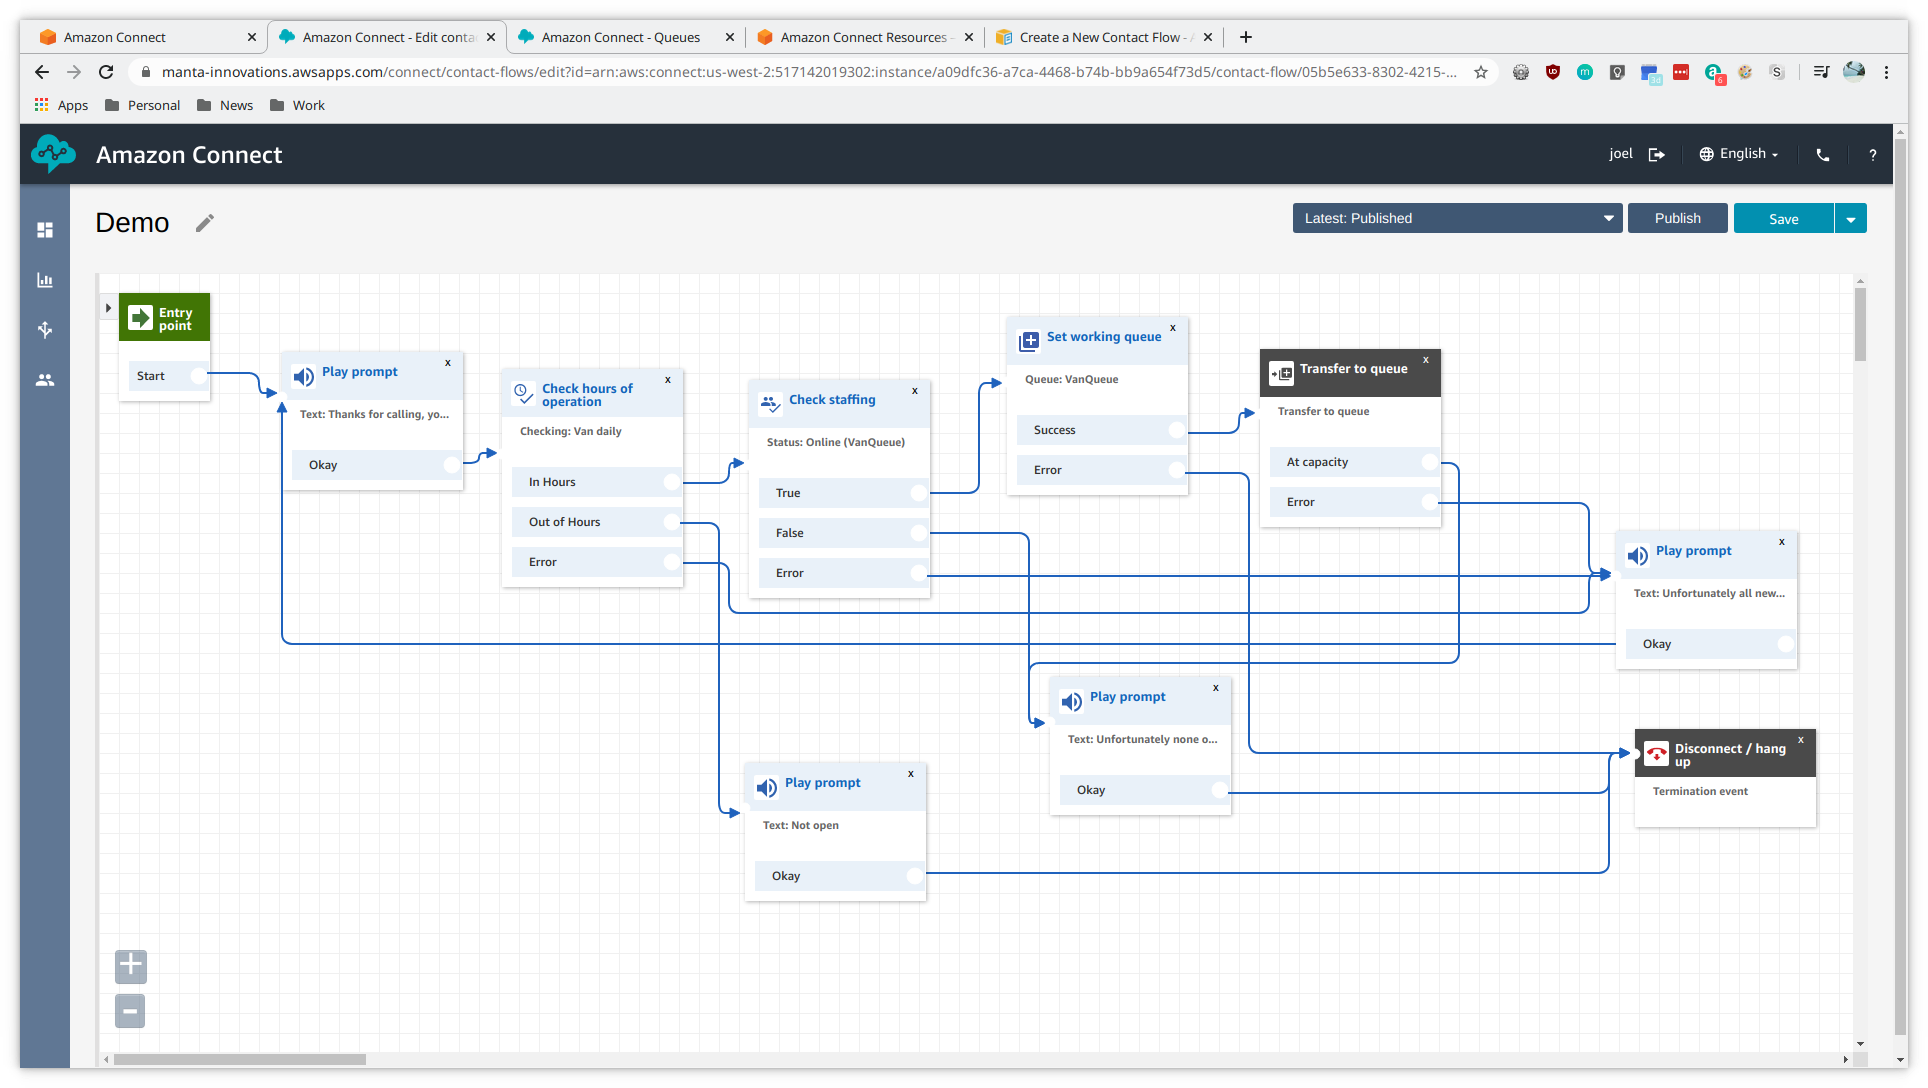 Amazon Connect
Amazon Connect - Edit conta
Amazon Connect - Queues
Amazon Connect Resources -
Create a New Contact Flow -
manta-innovations.awsapps.com/connect/contact-flows/edit?id=arn:aws:connect:us-west-2:517142019302:instance/a09dfc36-a7ca-4468-b74b-bb9a654f73d5/contact-flow/05b5e633-8302-4215-...
Apps
Personal
News
Work
Amazon Connect
joel
English
?
Demo
Latest: Published
Publish
Save
Entry
point
Start
Play prompt
x
Text: Thanks for calling, yo...
Okay
Check hours of
operation
x
Checking: Van daily
In Hours
Out of Hours
Error
Check staffing
x
Status: Online (VanQueue)
True
False
Error
Set working queue
x
Queue: VanQueue
Success
Error
Transfer to queue
x
Transfer to queue
At capacity
Error
Play prompt
x
Text: Unfortunately all new...
Okay
Play prompt
x
Text: Unfortunately none o...
Okay
Play prompt
x
Text: Not open
Okay
Disconnect / hang
up
x
Termination event